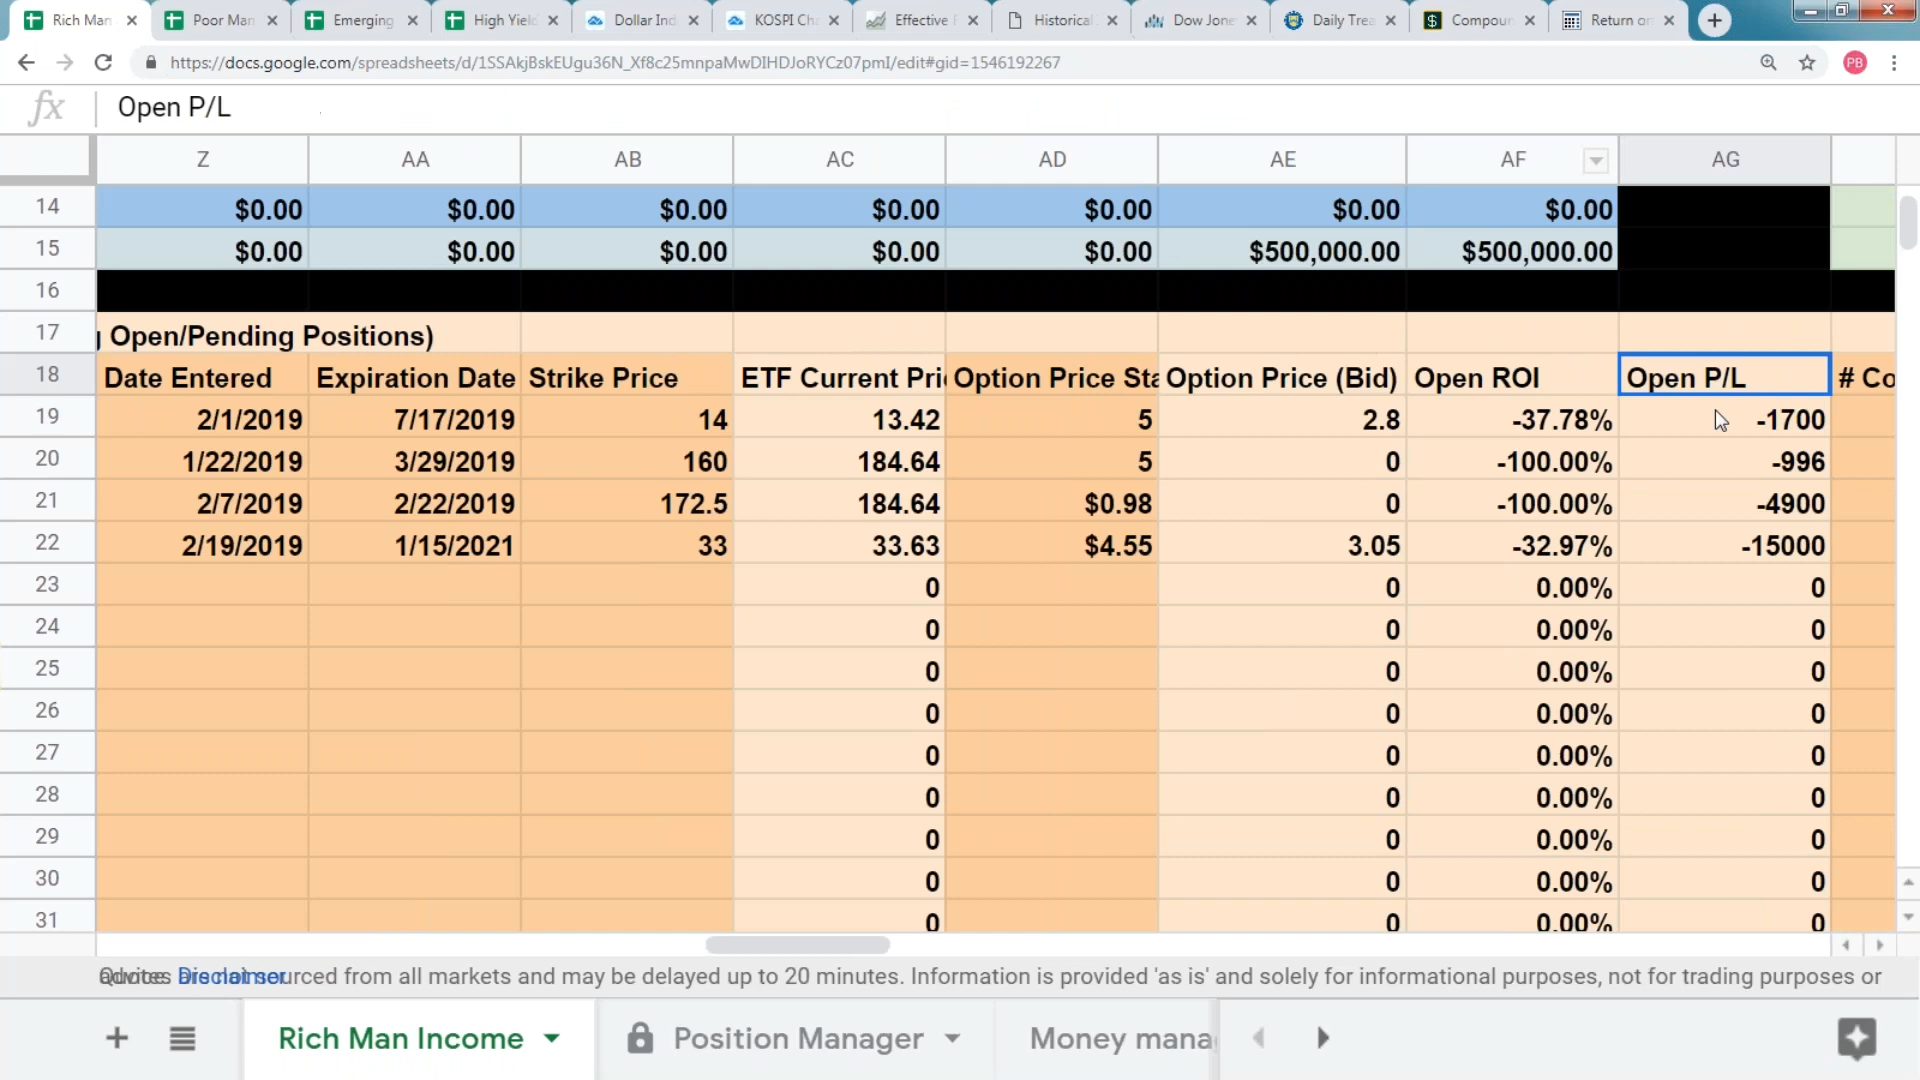 Rich Man Poor Man Emerging High Yiel Dollar Ind KOSPI Ch Effective F Historical Dow Jone Daily Trea Compour Return on
https://docs.google.com/spreadsheets/d/1SSAkjBskEUgu36N_Xf8c25mnpaMwDIHDJoRYCz07pmI/edit#gid=1546192267 PB
fx Open P/L
Z AA AB AC AD AE AF AG
14 $0.00 $0.00 $0.00 $0.00 $0.00 $0.00 $0.00
15 $0.00 $0.00 $0.00 $0.00 $0.00 $500,000.00 $500,000.00
16
17 Open/Pending Positions)
18 Date Entered Expiration Date Strike Price ETF Current Pri Option Price Sta Option Price (Bid) Open ROI Open P/L # Co
19 2/1/2019 7/17/2019 14 13.42 5 2.8 -37.78% -1700
20 1/22/2019 3/29/2019 160 184.64 5 0 -100.00% -996
21 2/7/2019 2/22/2019 172.5 184.64 $0.98 0 -100.00% -4900
22 2/19/2019 1/15/2021 33 33.63 $4.55 3.05 -32.97% -15000
23 0 0 0.00% 0
24 0 0 0.00% 0
25 0 0 0.00% 0
26 0 0 0.00% 0
27 0 0 0.00% 0
28 0 0 0.00% 0
29 0 0 0.00% 0
30 0 0 0.00% 0
31 0 0 0.00% 0
Quotes are not sourced from all markets and may be delayed up to 20 minutes. Information is provided 'as is' and solely for informational purposes, not for trading purposes or
advice. Disclaimer
Rich Man Income Position Manager Money mana